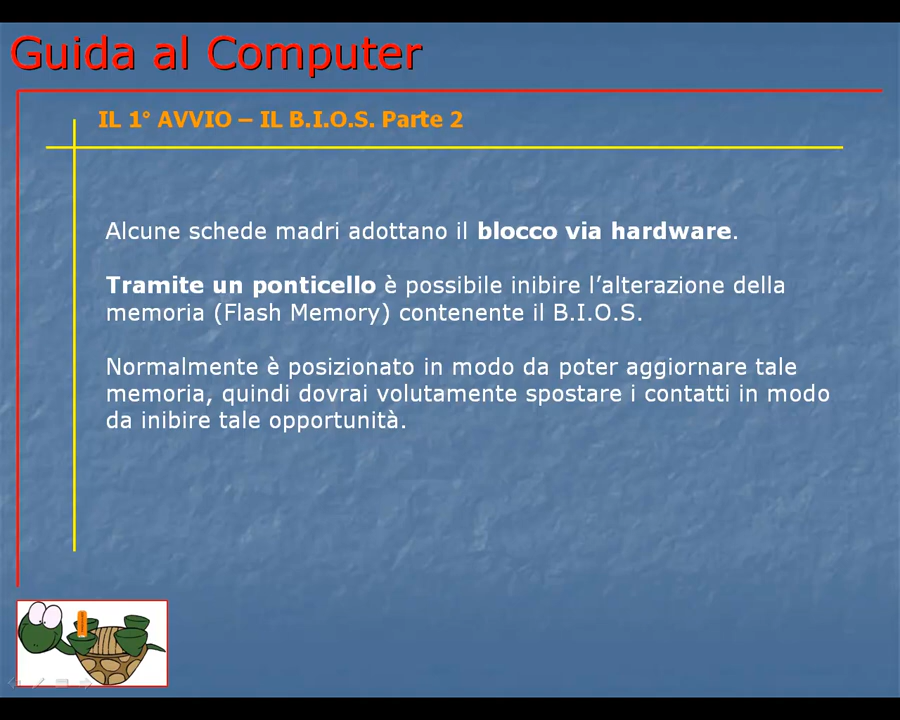 Guida al Computer
IL 1° AVVIO – IL B.I.O.S. Parte 2
Alcune schede madri adottano il blocco via hardware.
Tramite un ponticello è possibile inibire l’alterazione della
memoria (Flash Memory) contenente il B.I.O.S.
Normalmente è posizionato in modo da poter aggiornare tale
memoria, quindi dovrai volutamente spostare i contatti in modo
da inibire tale opportunità.